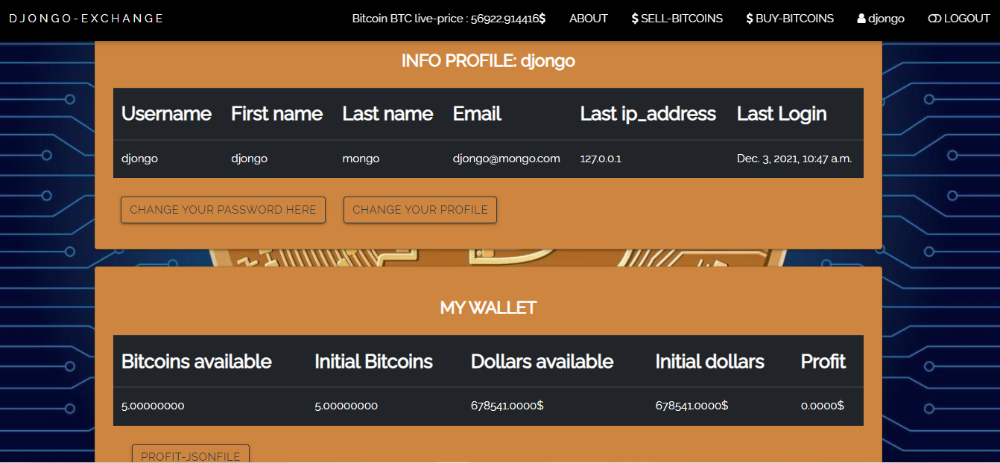 DJONGO-EXCHANGE Bitcoin BTC live-price : 56922.914416$ ABOUT $ SELL-BITCOINS $ BUY-BITCOINS djongo LOGOUT
INFO PROFILE: djongo
Username First name Last name Email Last ip_address Last Login
djongo djongo mongo djongo@mongo.com 127.0.0.1 Dec. 3, 2021, 10:47 a.m.
CHANGE YOUR PASSWORD HERE CHANGE YOUR PROFILE
MY WALLET
Bitcoins available Initial Bitcoins Dollars available Initial dollars Profit
5.00000000 5.00000000 678541.0000$ 678541.0000$ 0.0000$
PROFIT-JSONFILE